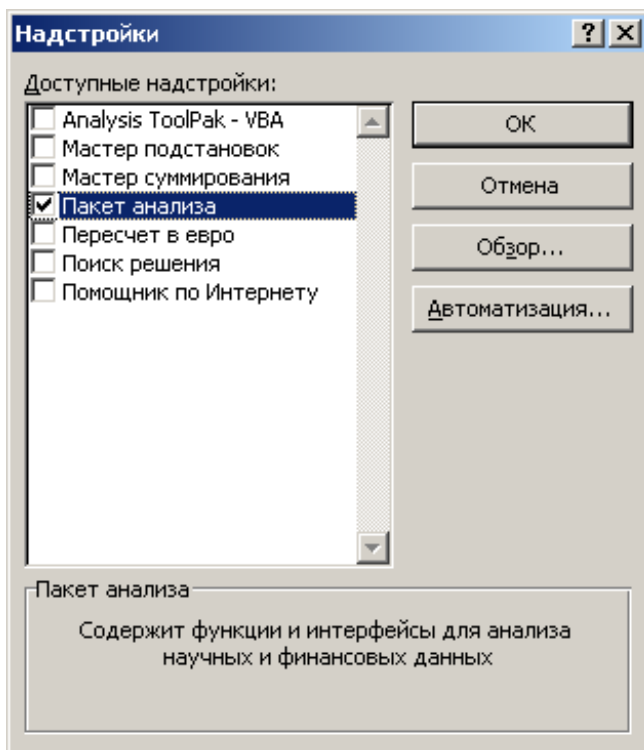 Надстройки
Доступные надстройки:
Analysis ToolPak - VBA
Мастер подстановок
Мастер суммирования
Пакет анализа
Пересчет в евро
Поиск решения
Помощник по Интернету
ОК
Отмена
Обзор...
Автоматизация...
Пакет анализа
Содержит функции и интерфейсы для анализа
научных и финансовых данных